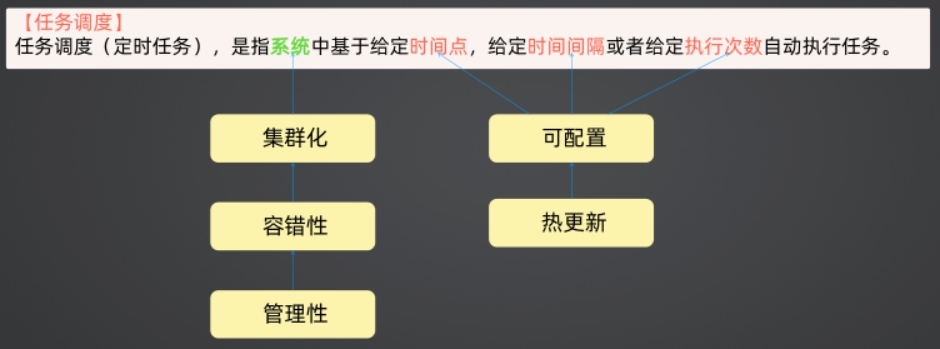 【任务调度】
任务调度（定时任务），是指系统中基于给定时间点，给定时间间隔或者给定执行次数自动执行任务。
集群化
可配置
容错性
热更新
管理性